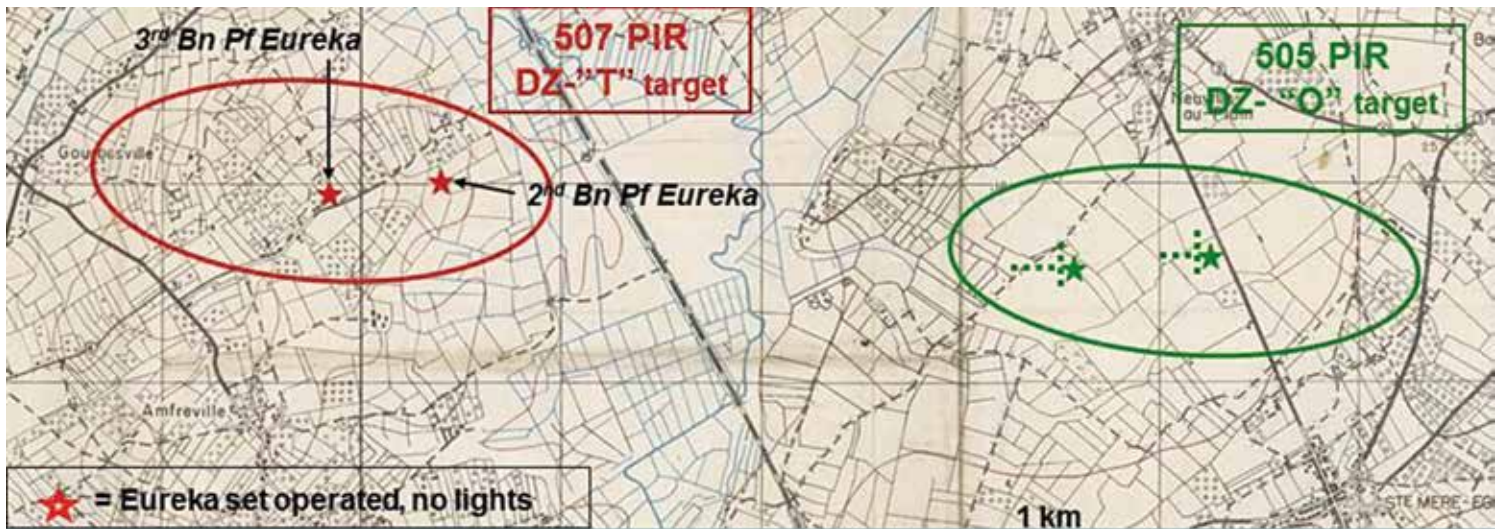 3rd Bn Pf Eureka
507 PIR
DZ-"T" target
505 PIR
DZ- "O" target
Gourbesville
2nd Bn Pf Eureka
Amfreville
= Eureka set operated, no lights
1 km
STE MERE-EG